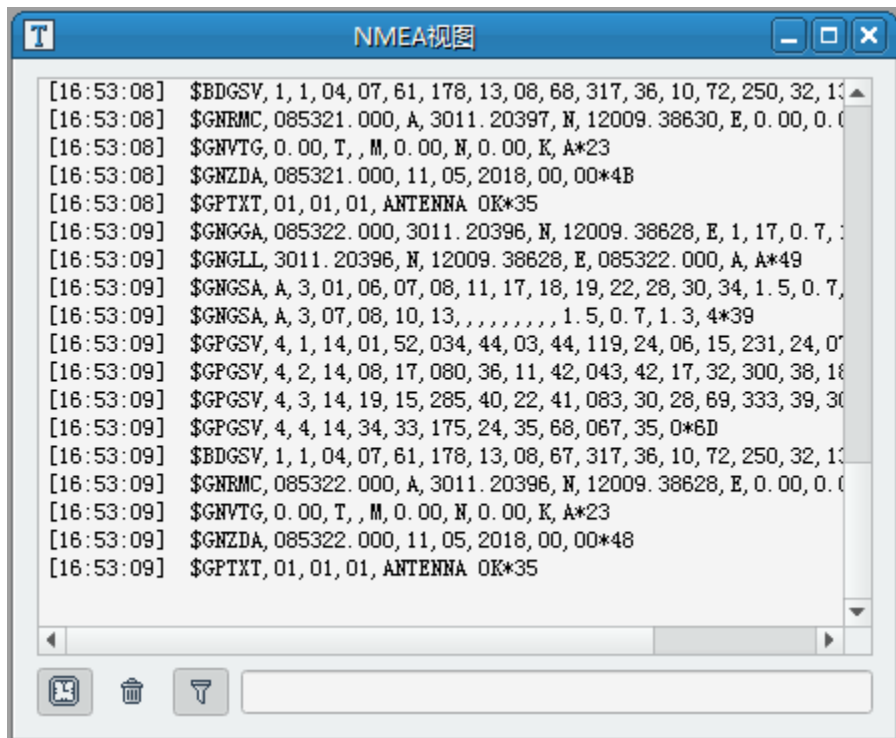 NMEA视图
[16:53:08] $BDGSV,1,1,04,07,61,178,13,08,68,317,36,10,72,250,32,
[16:53:08] $GNRMC,085321.000,A,3011.20397,N,12009.38630,E,0.00,
[16:53:08] $GNVTG,0.00,T,,M,0.00,N,0.00,K,A*23
[16:53:08] $GNZDA,085321.000,11,05,2018,00,00*4B
[16:53:08] $GPTXT,01,01,01,ANTENNA OK*35
[16:53:09] $GNGGA,085322.000,3011.20396,N,12009.38628,E,1,17,0.7,
[16:53:09] $GNGLL,3011.20396,N,12009.38628,E,085322.000,A,A*49
[16:53:09] $GNGSA,A,3,01,06,07,08,11,17,18,19,22,28,30,34,1.5,0.7,
[16:53:09] $GNGSA,A,3,07,08,10,13,,,,,,,,,1.5,0.7,1.3,4*39
[16:53:09] $GPGSV,4,1,14,01,52,034,44,03,44,119,24,06,15,231,24,
[16:53:09] $GPGSV,4,2,14,08,17,080,36,11,42,043,42,17,32,300,38,
[16:53:09] $GPGSV,4,3,14,19,15,285,40,22,41,083,30,28,69,333,39,
[16:53:09] $GPGSV,4,4,14,34,33,175,24,35,68,067,35,0*6D
[16:53:09] $BDGSV,1,1,04,07,61,178,13,08,67,317,36,10,72,250,32,
[16:53:09] $GNRMC,085322.000,A,3011.20396,N,12009.38628,E,0.00,
[16:53:09] $GNVTG,0.00,T,,M,0.00,N,0.00,K,A*23
[16:53:09] $GNZDA,085322.000,11,05,2018,00,00*48
[16:53:09] $GPTXT,01,01,01,ANTENNA OK*35